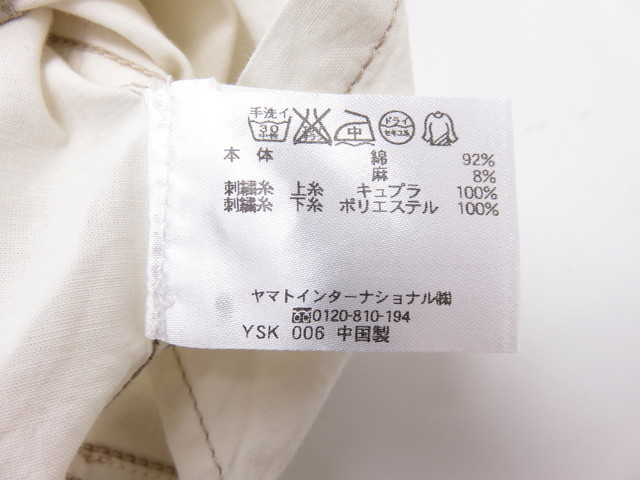 手洗イ
30
中性
中
ドライ
セキユ系
本体 綿 92%
麻 8%
刺繍糸 上糸 キュプラ 100%
刺繍糸 下糸 ポリエステル 100%
ヤマトインターナショナル㈱
0120-810-194
YSK 006 中国製